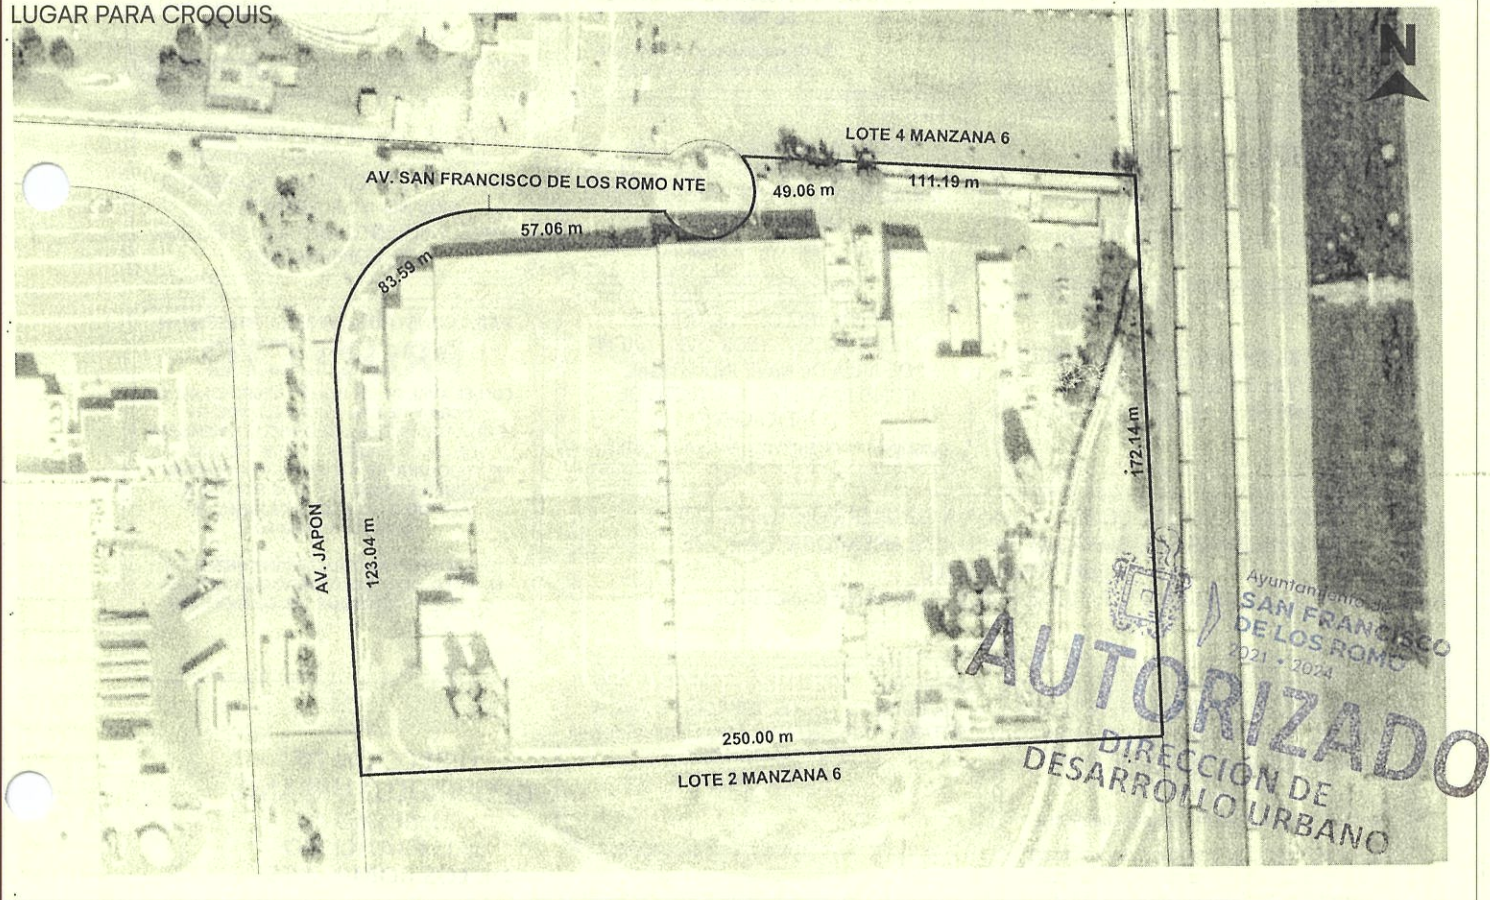 LUGAR PARA CROQUIS
N
LOTE 4 MANZANA 6
AV. SAN FRANCISCO DE LOS ROMO NTE
49.06 m
111.19 m
57.06 m
83.59 m
172.14 m
AV. JAPON
123.04 m
250.00 m
LOTE 2 MANZANA 6
Ayuntamiento de
SAN FRANCISCO
DE LOS ROMO
2021 • 2024
AUTORIZADO
DIRECCIÓN DE
DESARROLLO URBANO